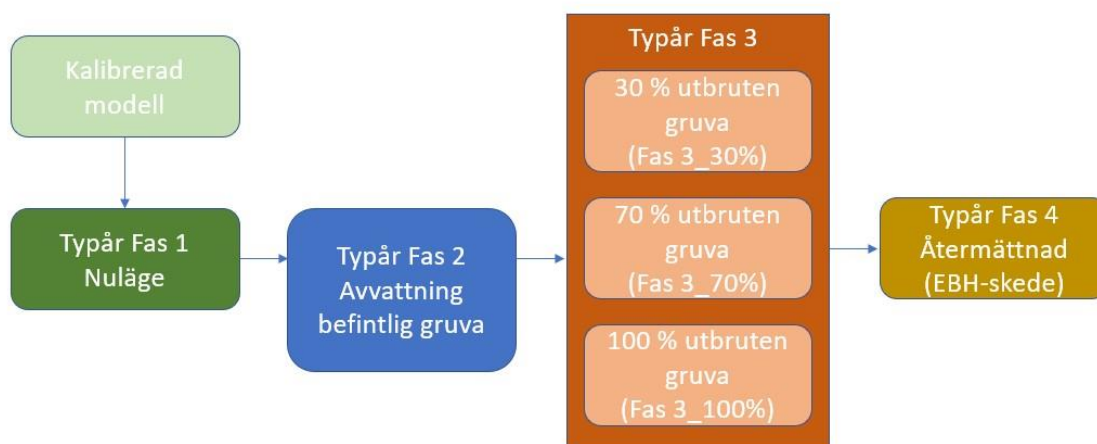 Kalibrerad
modell
Typår Fas 1
Nuläge
Typår Fas 2
Avvattning
befintlig gruva
Typår Fas 3
30 % utbruten
gruva
(Fas 3_30%)
70 % utbruten
gruva
(Fas 3_70%)
100 % utbruten
gruva
(Fas 3_100%)
Typår Fas 4
Återmättnad
(EBH-skede)